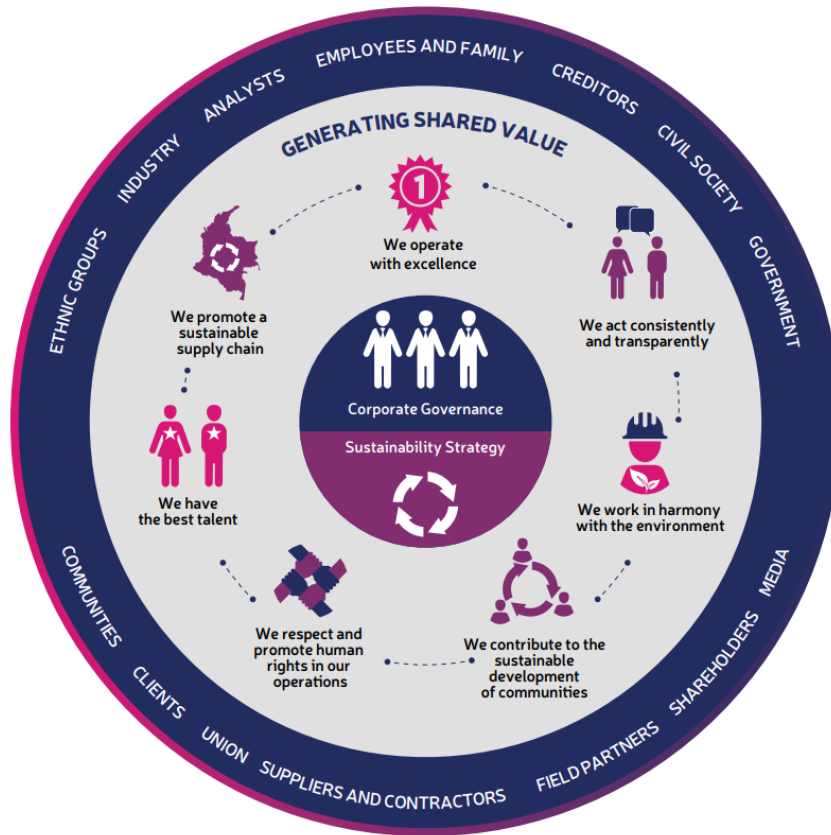 ETHNIC GROUPS
INDUSTRY
ANALYSTS
EMPLOYEES AND FAMILY
CREDITORS
CIVIL SOCIETY
GOVERNMENT
GENERATING SHARED VALUE
1
We operate
with excellence
We act consistently
and transparently
We work in harmony
with the environment
We contribute to the
sustainable
development
of communities
We respect and
promote human
rights in our
operations
We have
the best talent
We promote a
sustainable
supply chain
Corporate Governance
Sustainability Strategy
COMMUNITIES
CLIENTS
UNION
SUPPLIERS AND CONTRACTORS
FIELD PARTNERS
SHAREHOLDERS
MEDIA